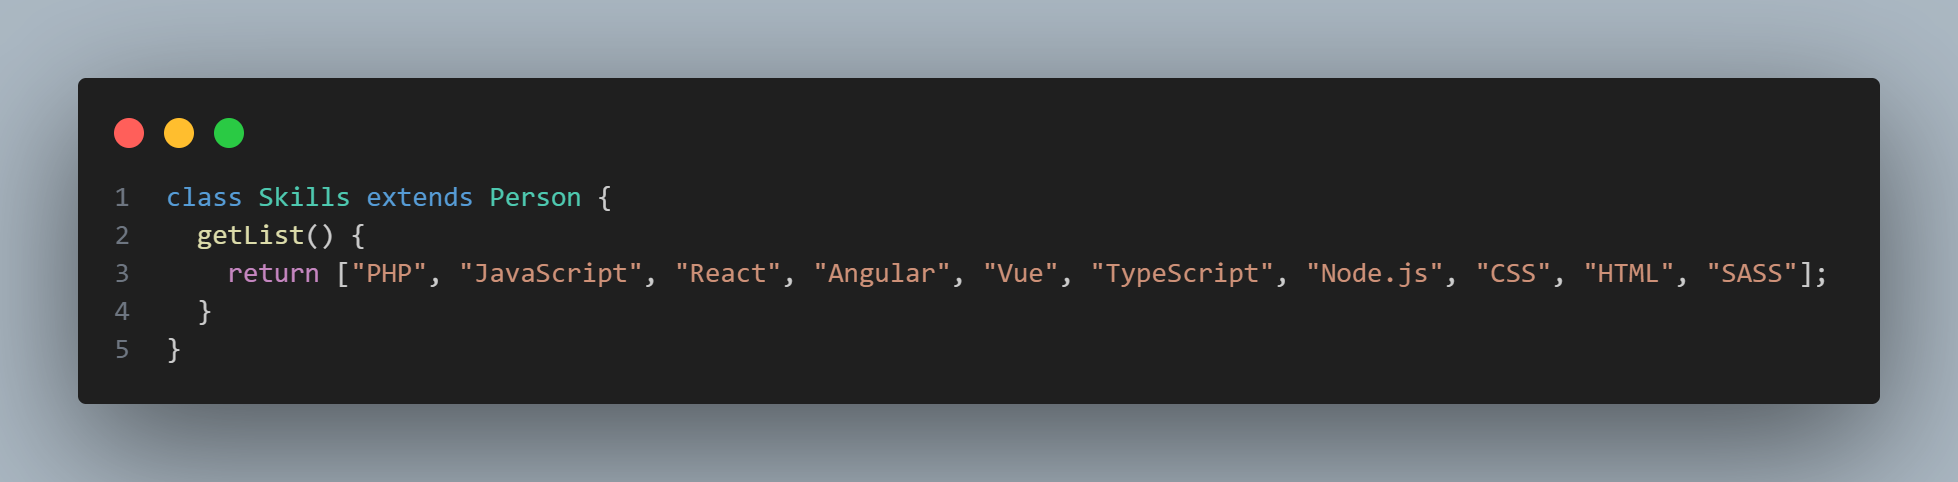 1 class Skills extends Person {
2   getList() {
3     return ["PHP", "JavaScript", "React", "Angular", "Vue", "TypeScript", "Node.js", "CSS", "HTML", "SASS"];
4   }
5 }